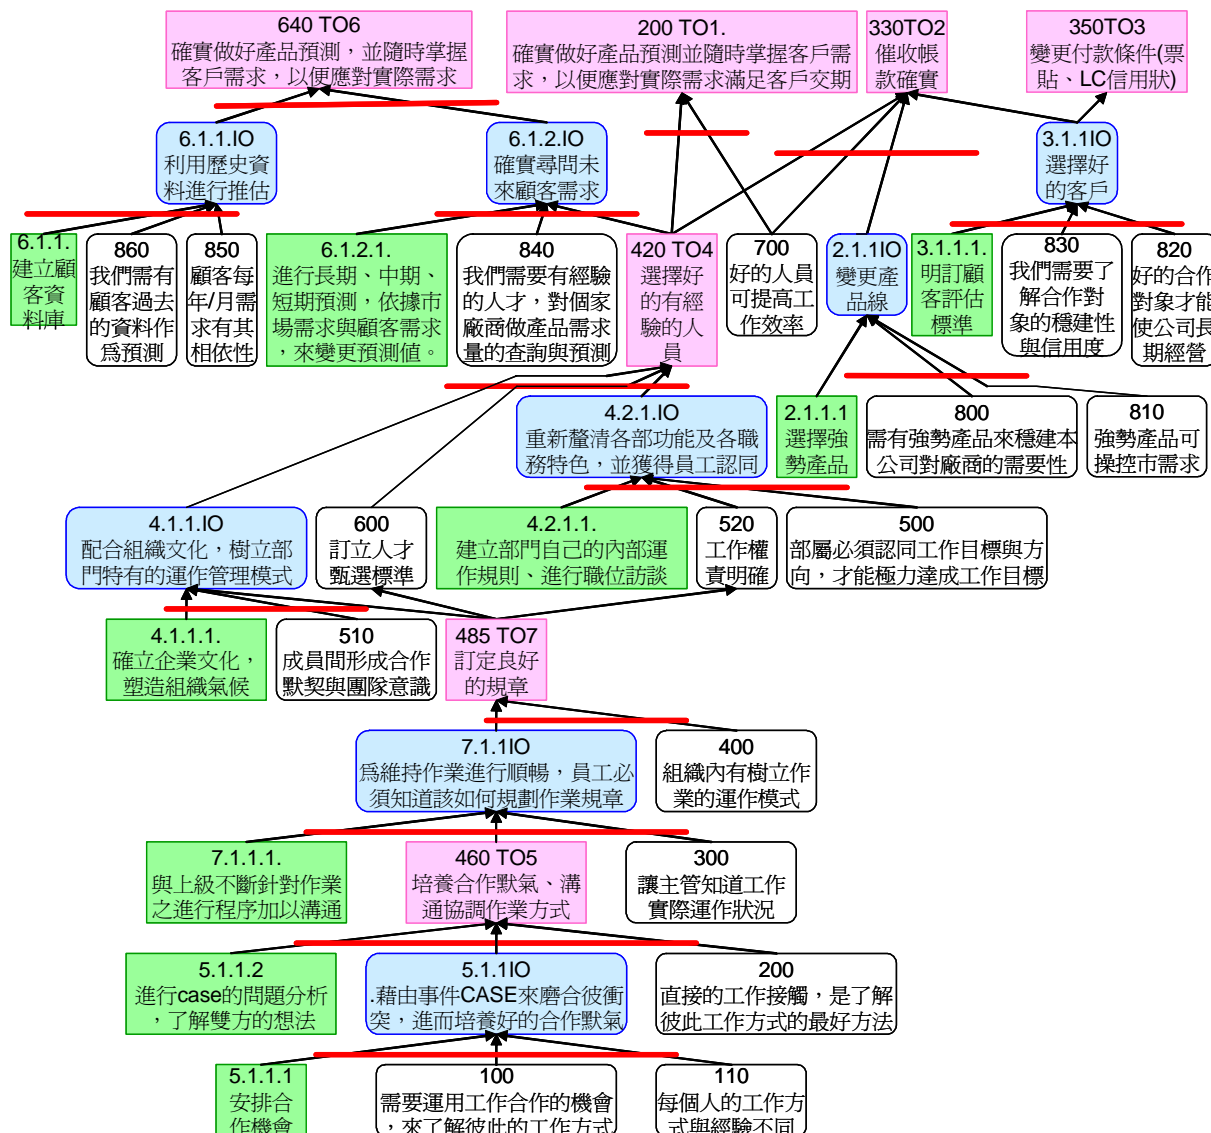 640 TO6
確實做好產品預測，並隨時掌握
客戶需求，以便應對實際需求
200 TO1.
確實做好產品預測並隨時掌握客戶需
求，以便應對實際需求滿足客戶交期
330TO2
催收帳
款確實
350TO3
變更付款條件(票
貼、LC信用狀)
6.1.1.IO
利用歷史資
料進行推估
6.1.2.IO
確實尋問未
來顧客需求
3.1.1IO
選擇好
的客戶
6.1.1.
建立顧
客資
料庫
860
我們需有
顧客過去
的資料作
為預測
850
顧客每
年/月需
求有其
相依性
6.1.2.1.
進行長期、中期、
短期預測，依據市
場需求與顧客需求
，來變更預測值。
840
我們需要有經驗
的人才，對個家
廠商做產品需求
量的查詢與預測
420 TO4
選擇好
的有經
驗的人
員
700
好的人員
可提高工
作效率
2.1.1IO
變更產
品線
3.1.1.1.
明訂顧
客評估
標準
830
我們需要了
解合作對
象的穩建性
與信用度
820
好的合作
對象才能
使公司長
期經營
4.2.1.IO
重新釐清各部功能及各職
務特色，並獲得員工認同
2.1.1.1
選擇強
勢產品
800
需有強勢產品來穩建本
公司對廠商的需要性
810
強勢產品可
操控市需求
4.1.1.IO
配合組織文化，樹立部
門特有的運作管理模式
600
訂立人才
甄選標準
4.2.1.1.
建立部門自己的內部運
作規則、進行職位訪談
520
工作權
責明確
500
部屬必須認同工作目標與方
向，才能極力達成工作目標
4.1.1.1.
確立企業文化，
塑造組織氣候
510
成員間形成合作
默契與團隊意識
485 TO7
訂定良好
的規章
7.1.1IO
為維持作業進行順暢，員工必
須知道該如何規劃作業規章
400
組織內有樹立作
業的運作模式
7.1.1.1.
與上級不斷針對作業
之進行程序加以溝通
460 TO5
培養合作默氣、溝
通協調作業方式
300
讓主管知道工作
實際運作狀況
5.1.1.2
進行case的問題分析
，了解雙方的想法
5.1.1IO
.藉由事件CASE來磨合彼衝
突，進而培養好的合作默氣
200
直接的工作接觸，是了解
彼此工作方式的最好方法
5.1.1.1
安排合
作機會
100
需要運用工作合作的機會
，來了解彼此的工作方式
110
每個人的工作方
式與經驗不同